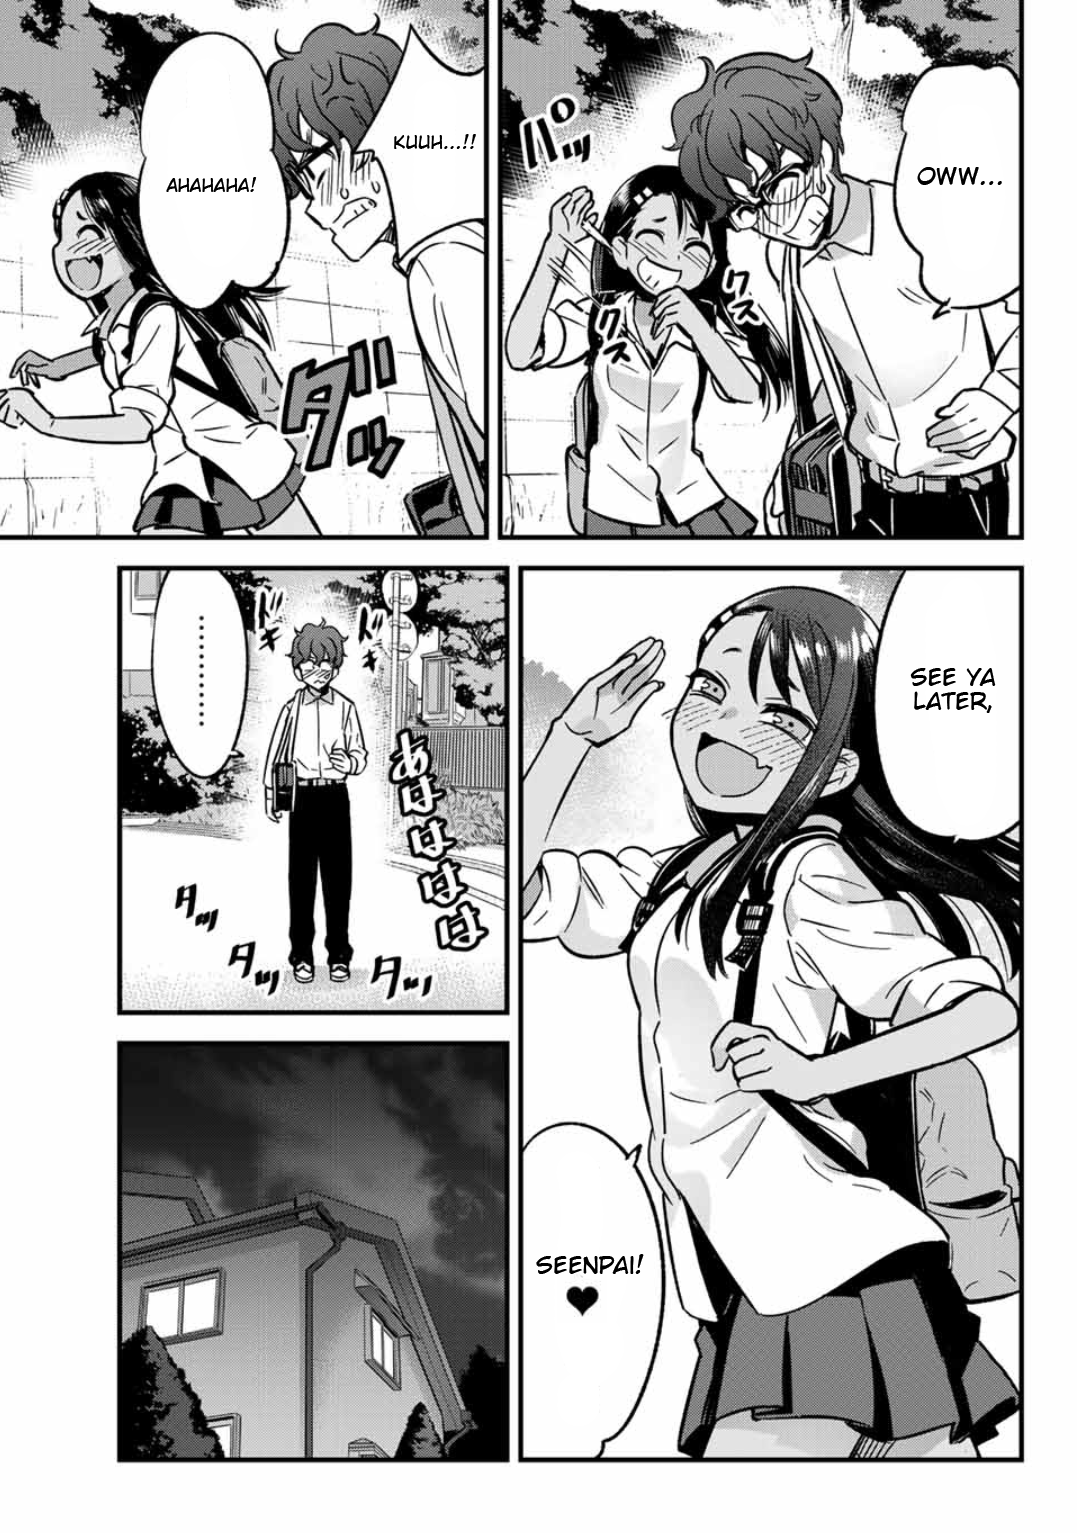 OWW...
パッ
クス
クス
KUUH...!!
AHAHAHA!
ダダッ
SEE YA
LATER,
SEENPAI!
❤
ドキ
ドキ
.........
あはははは
タッ
タッ
タッ